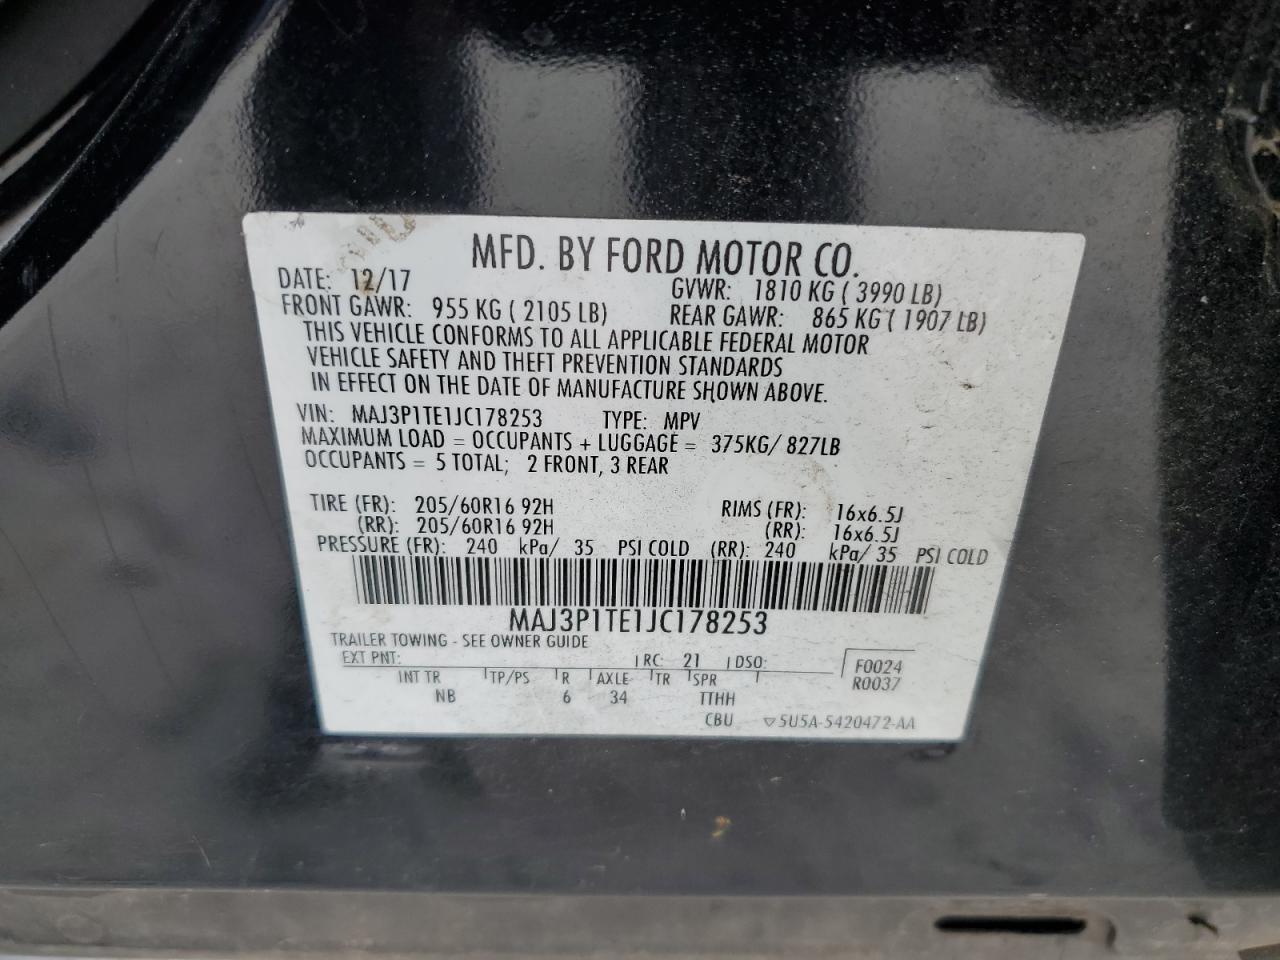 MFD. BY FORD MOTOR CO.
DATE: 12/17 GVWR: 1810 KG ( 3990 LB)
FRONT GAWR: 955 KG ( 2105 LB) REAR GAWR: 865 KG ( 1907 LB)
THIS VEHICLE CONFORMS TO ALL APPLICABLE FEDERAL MOTOR
VEHICLE SAFETY AND THEFT PREVENTION STANDARDS
IN EFFECT ON THE DATE OF MANUFACTURE SHOWN ABOVE.
VIN: MAJ3P1TE1JC178253 TYPE: MPV
MAXIMUM LOAD = OCCUPANTS + LUGGAGE = 375KG/ 827LB
OCCUPANTS = 5 TOTAL; 2 FRONT, 3 REAR
TIRE (FR): 205/60R16 92H RIMS (FR): 16x6.5J
(RR): 205/60R16 92H (RR): 16x6.5J
PRESSURE (FR): 240 kPa/ 35 PSI COLD (RR): 240 kPa/ 35 PSI COLD
MAJ3P1TE1JC178253
TRAILER TOWING - SEE OWNER GUIDE
EXT PNT: RC: 21 DSO: F0024
INT TR TP/PS R AXLE TR SPR R0037
NB 6 34 TTHH
CBU ▽5U5A-5420472-AA